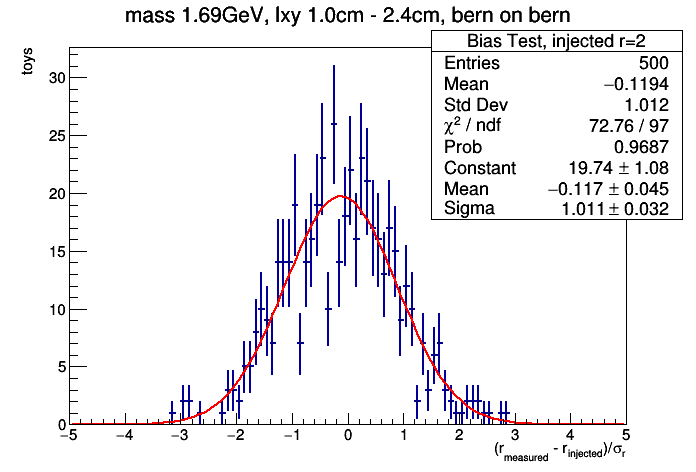 mass 1.69GeV, lxy 1.0cm - 2.4cm, bern on bern
Bias Test, injected r=2
Entries 500
Mean −0.1194
Std Dev 1.012
χ² / ndf 72.76 / 97
Prob 0.9687
Constant 19.74 ± 1.08
Mean −0.117 ± 0.045
Sigma 1.011 ± 0.032
toys
30
25
20
15
10
5
0
−5 −4 −3 −2 −1 0 1 2 3 4 5
(r_measured - r_injected)/σ_r